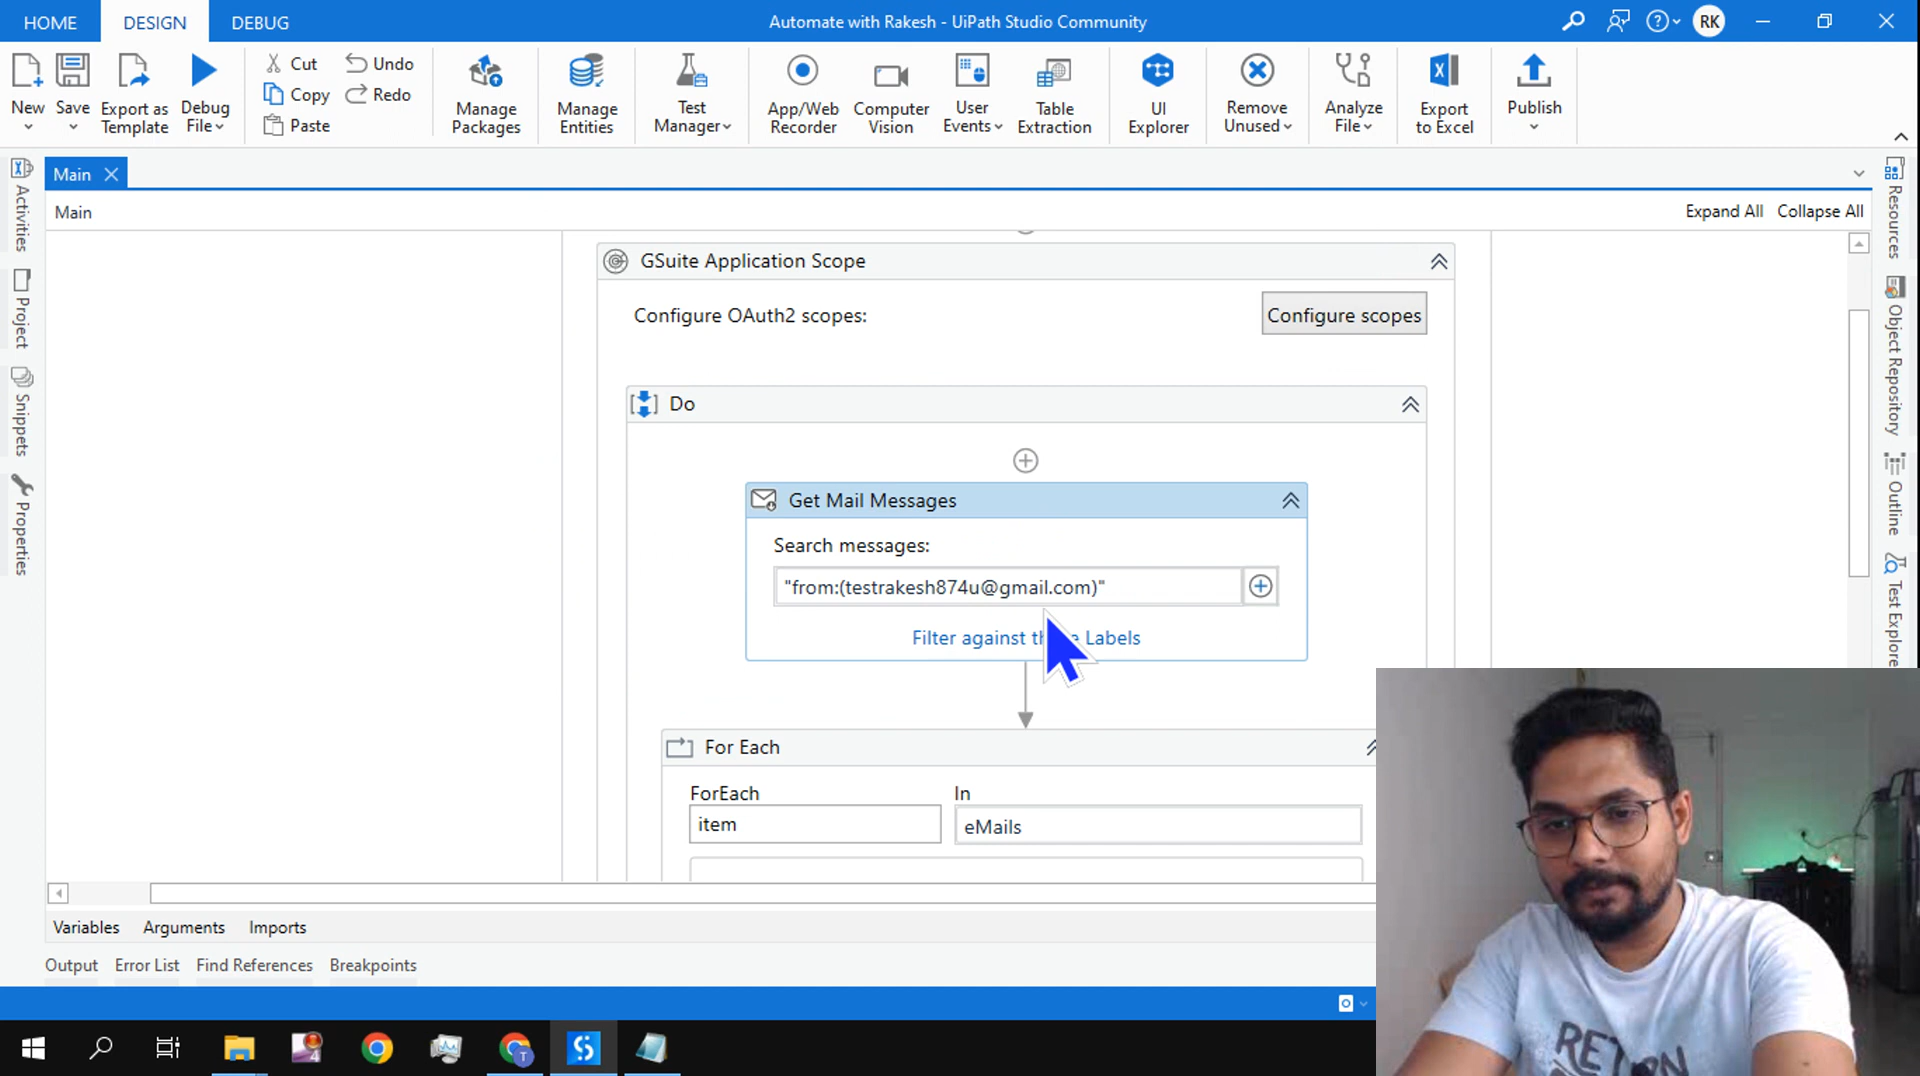 HOME DESIGN DEBUG Automate with Rakesh - UiPath Studio Community RK
New Save Export as Template Debug File
Cut Copy Paste
Undo Redo
Manage Packages
Manage Entities
Test Manager
App/Web Recorder
Computer Vision
User Events
Table Extraction
UI Explorer
Remove Unused
Analyze File
Export to Excel
Publish
Main
Main Expand All Collapse All
Activities
Project
Snippets
Properties
Resources
Object Repository
Outline
Test Explore
GSuite Application Scope
Configure OAuth2 scopes: Configure scopes
Do
Get Mail Messages
Search messages:
"from:(testrakesh874u@gmail.com)"
Filter against Labels
For Each
ForEach In
item eMails
Variables Arguments Imports
Output Error List Find References Breakpoints
4
T
RETURN